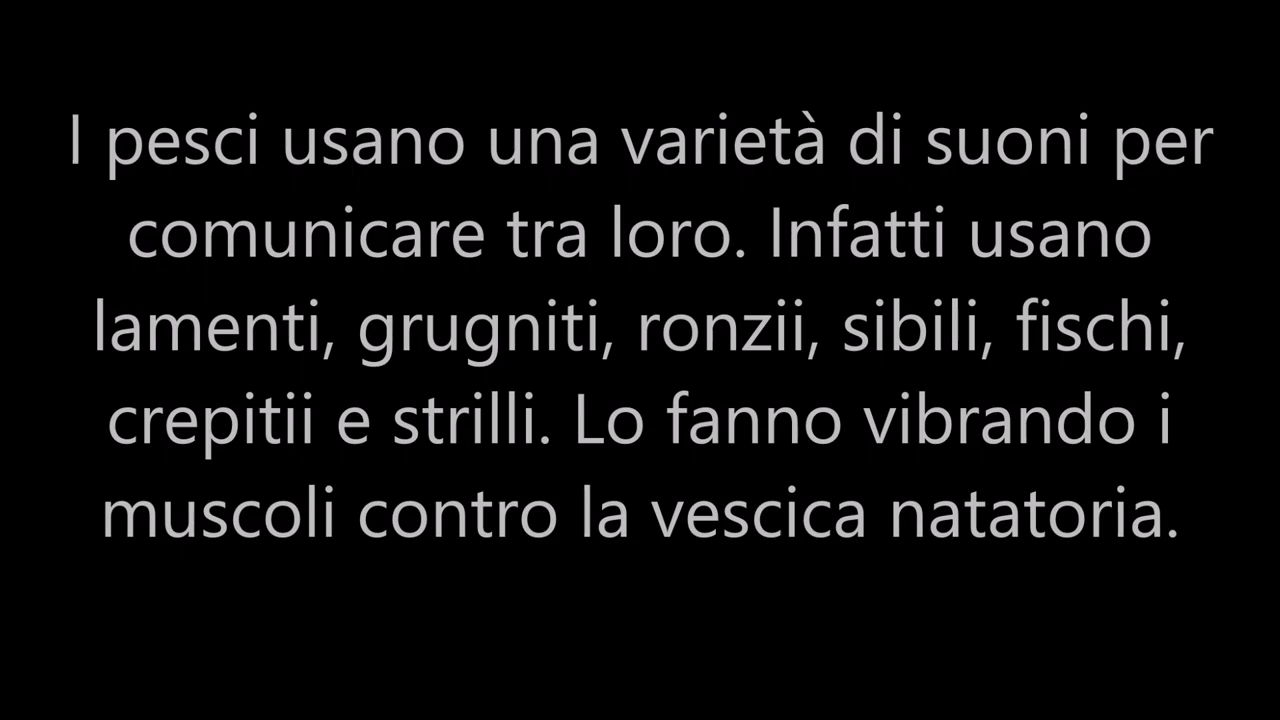 I pesci usano una varietà di suoni per
comunicare tra loro. Infatti usano
lamenti, grugniti, ronzii, sibili, fischi,
crepitii e strilli. Lo fanno vibrando i
muscoli contro la vescica natatoria.